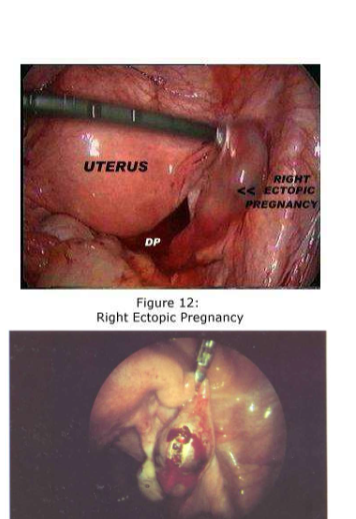 UTERUS
RIGHT
<< ECTOPIC
PREGNANCY
DP
Figure 12:
Right Ectopic Pregnancy